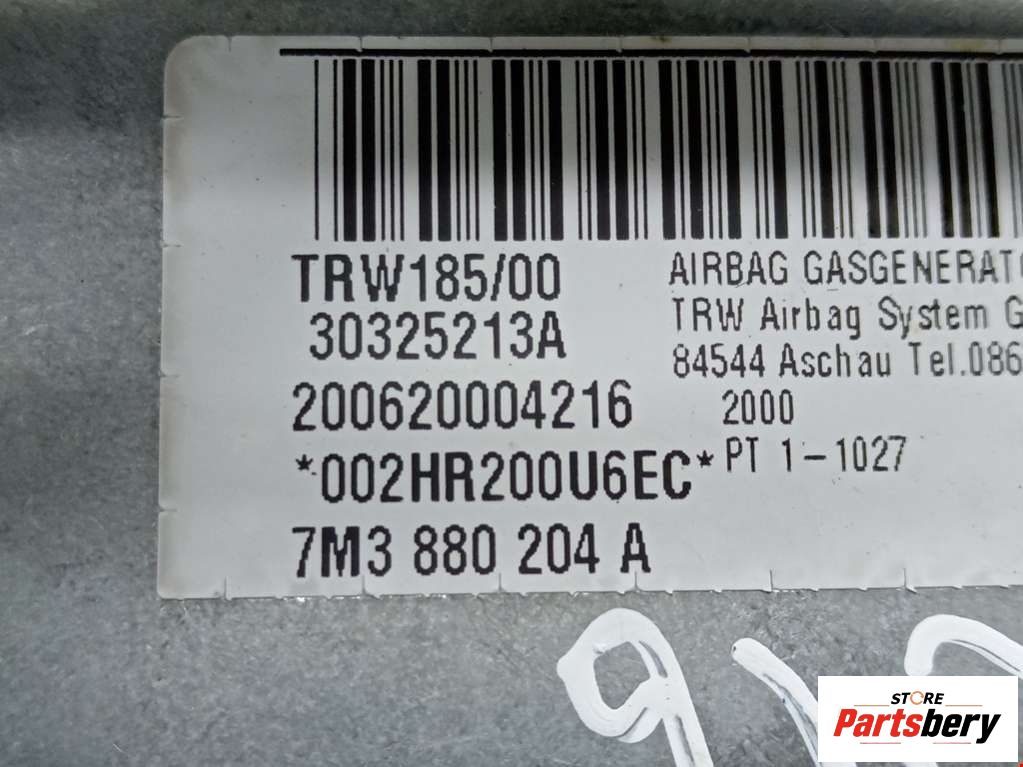 TRW185/00
30325213A
200620004216
*002HR200U6EC*
7M3 880 204 A
AIRBAG GASGENERATO
TRW Airbag System G
84544 Aschau Tel.086
2000
PT 1-1027
STORE
Partsbery